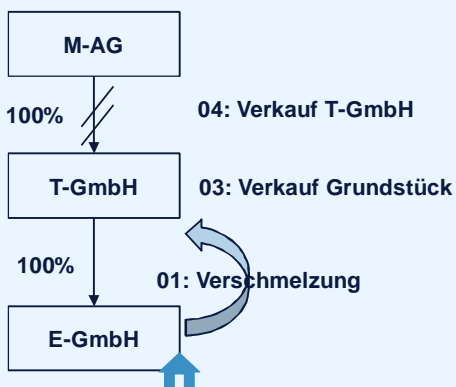 M-AG
100%
04: Verkauf T-GmbH
T-GmbH
03: Verkauf Grundstück
100%
01: Verschmelzung
E-GmbH